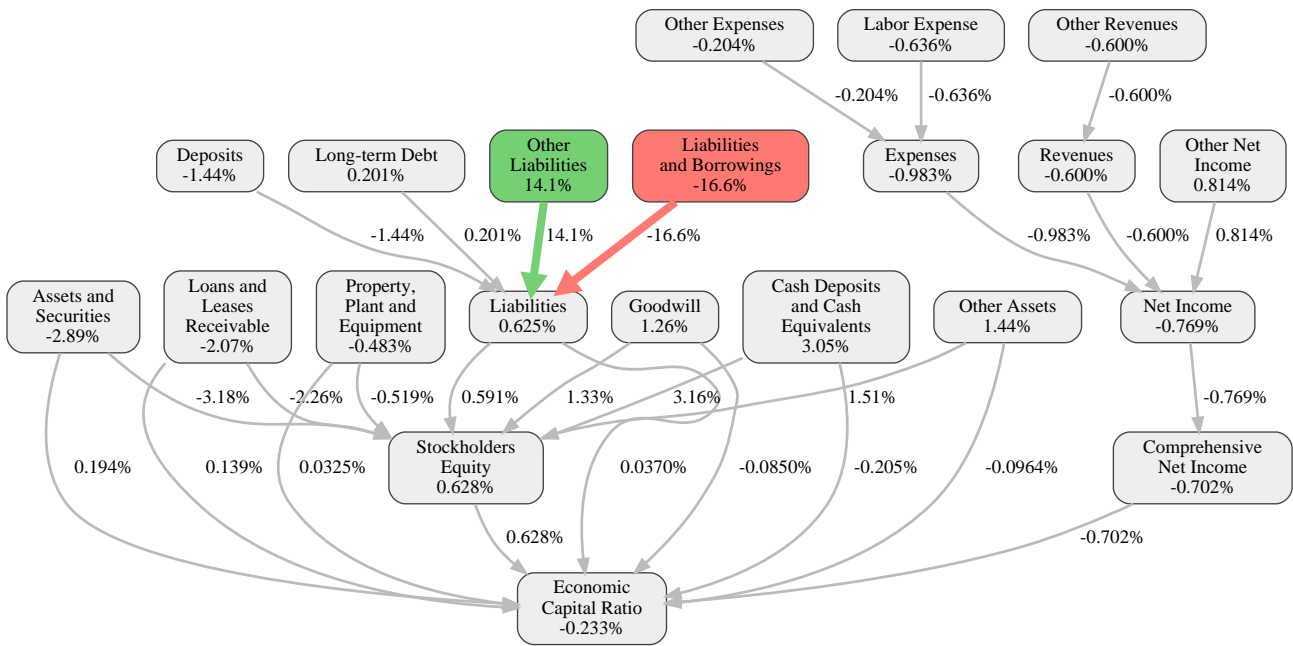 Other Expenses
-0.204%
Labor Expense
-0.636%
Other Revenues
-0.600%
-0.204%
-0.636%
-0.600%
Deposits
-1.44%
Long-term Debt
0.201%
Other
Liabilities
14.1%
Liabilities
and Borrowings
-16.6%
Expenses
-0.983%
Revenues
-0.600%
Other Net
Income
0.814%
-1.44%
0.201%
14.1%
-16.6%
-0.983%
-0.600%
0.814%
Assets and
Securities
-2.89%
Loans and
Leases
Receivable
-2.07%
Property,
Plant and
Equipment
-0.483%
Liabilities
0.625%
Goodwill
1.26%
Cash Deposits
and Cash
Equivalents
3.05%
Other Assets
1.44%
Net Income
-0.769%
-3.18%
-2.26%
-0.519%
0.591%
1.33%
3.16%
1.51%
-0.769%
Stockholders
Equity
0.628%
Comprehensive
Net Income
-0.702%
0.194%
0.139%
0.0325%
0.0370%
-0.0850%
-0.205%
-0.0964%
0.628%
-0.702%
Economic
Capital Ratio
-0.233%